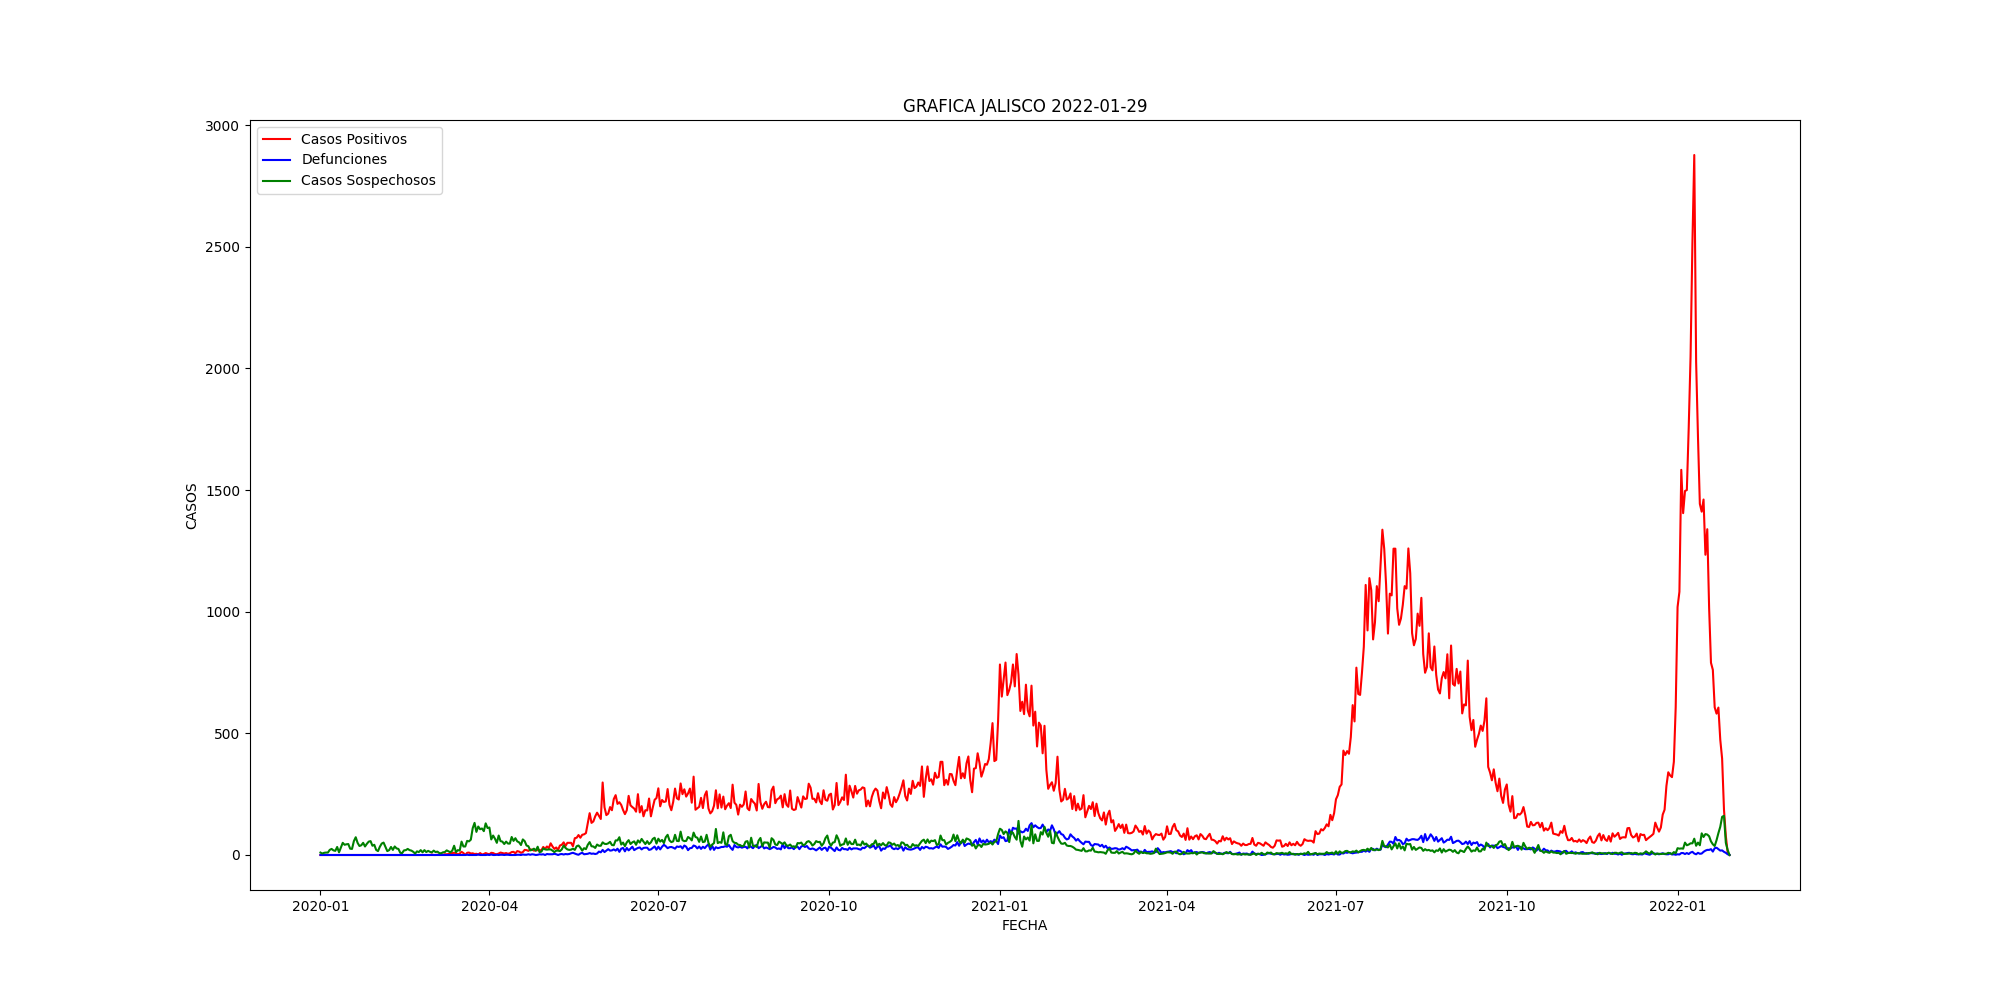 GRAFICA JALISCO 2022-01-29
3000
2500
2000
1500
1000
500
0
CASOS
Casos Positivos
Defunciones
Casos Sospechosos
2020-01
2020-04
2020-07
2020-10
2021-01
2021-04
2021-07
2021-10
2022-01
FECHA